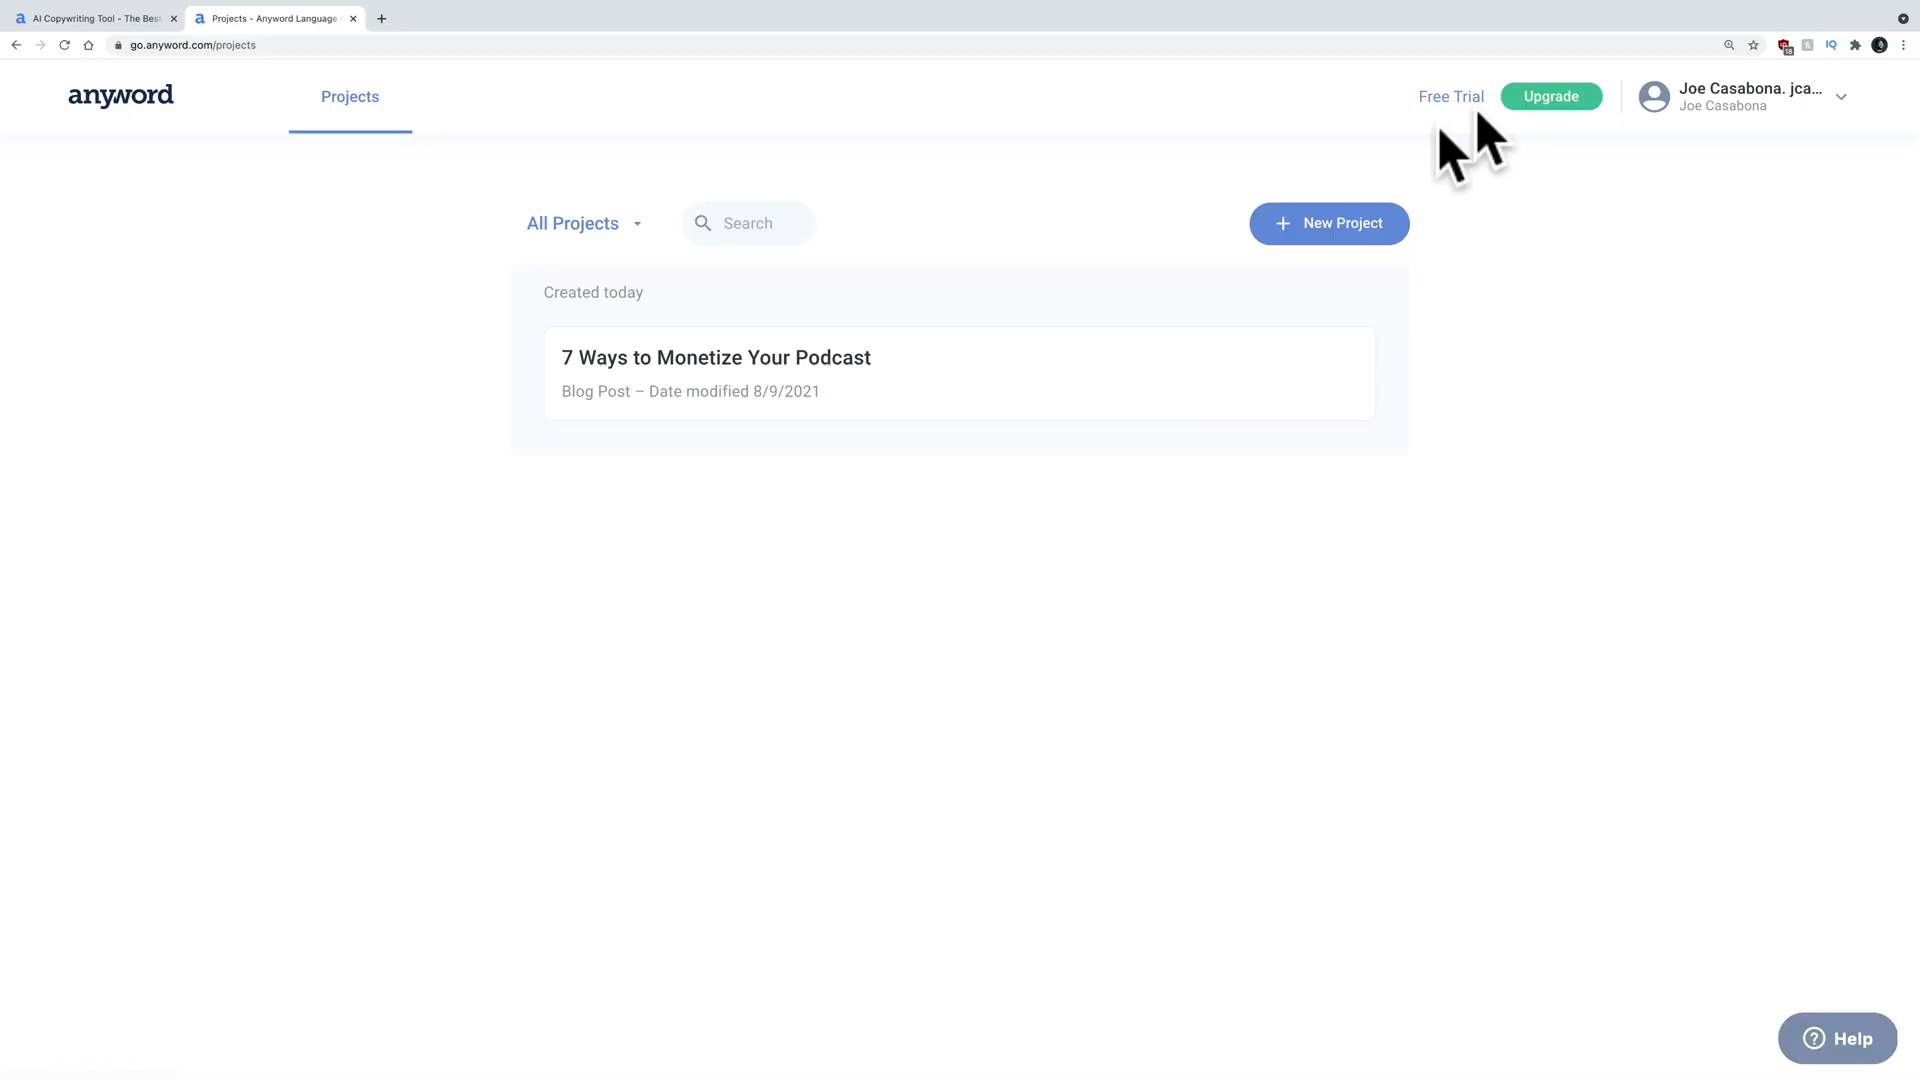 AI Copywriting Tool - The Best
Projects - Anyword Language
go.anyword.com/projects
IQ
18
anyword
Projects
Free Trial
Upgrade
Joe Casabona. jca...
Joe Casabona
All Projects
Search
+ New Project
Created today
7 Ways to Monetize Your Podcast
Blog Post – Date modified 8/9/2021
? Help